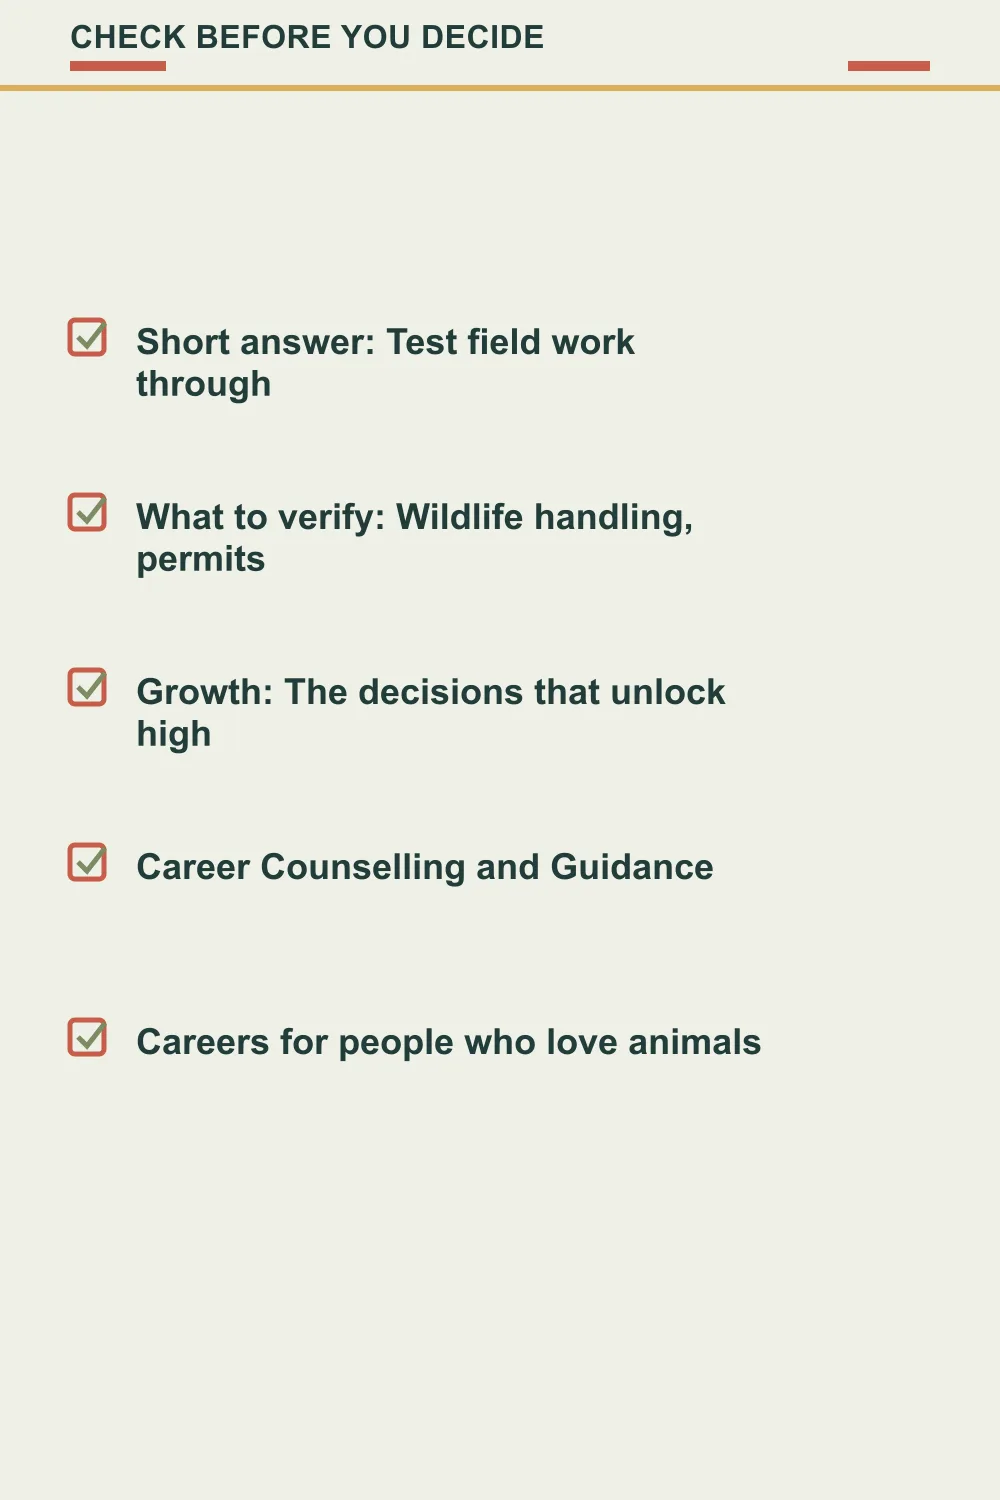 CHECK BEFORE YOU DECIDE
Short answer: Test field work
through
What to verify: Wildlife handling,
permits
Growth: The decisions that unlock
high
Career Counselling and Guidance
Careers for people who love animals